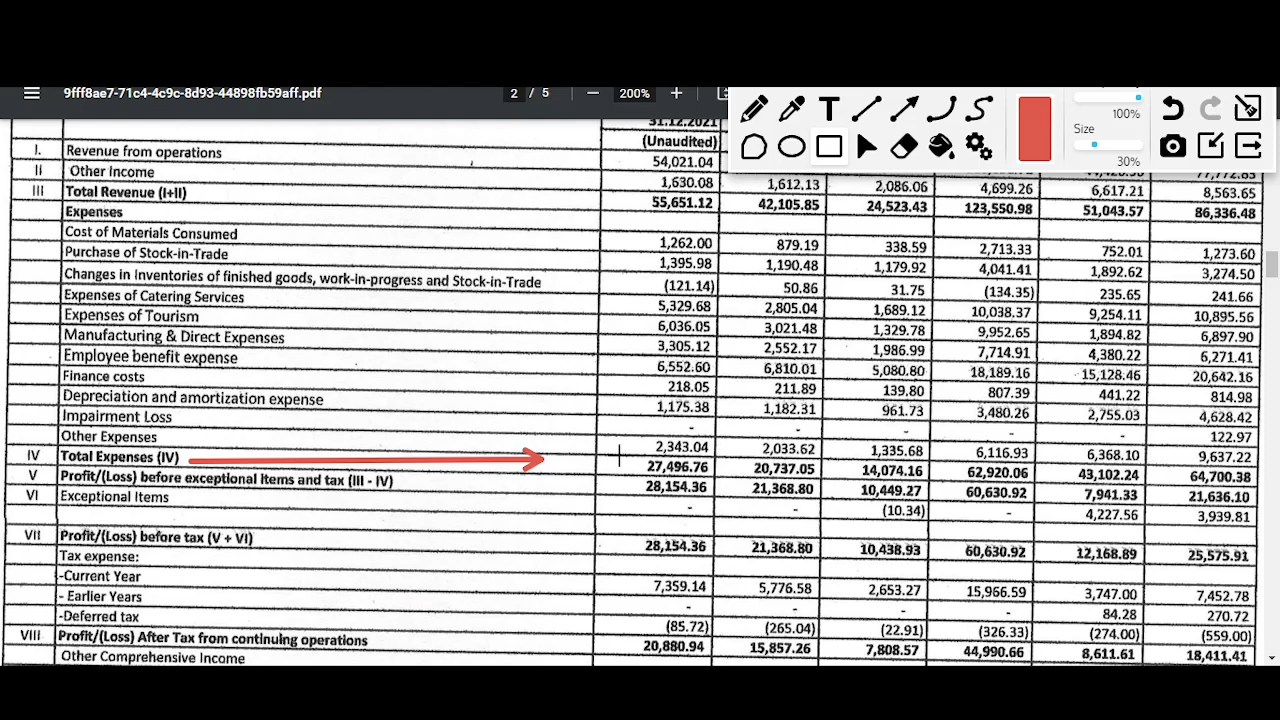 9fff8ae7-71c4-4c9c-8d93-44898fb59aff.pdf 2 / 5 200%
T 100%
Size
30%
31.12.2021
(Unaudited)
I. Revenue from operations 54,021.04
II Other Income 1,630.08 1,612.13 2,086.06 4,699.26 6,617.21 8,563.65
III Total Revenue (I+II) 55,651.12 42,105.85 24,523.43 123,550.98 51,043.57 86,336.48
Expenses
Cost of Materials Consumed 1,262.00 879.19 338.59 2,713.33 752.01 1,273.60
Purchase of Stock-in-Trade 1,395.98 1,190.48 1,179.92 4,041.41 1,892.62 3,274.50
Changes in Inventories of finished goods, work-in-progress and Stock-in-Trade (121.14) 50.86 31.75 (134.35) 235.65 241.66
Expenses of Catering Services 5,329.68 2,805.04 1,689.12 10,038.37 9,254.11 10,895.56
Expenses of Tourism 6,036.05 3,021.48 1,329.78 9,952.65 1,894.82 6,897.90
Manufacturing & Direct Expenses 3,305.12 2,552.17 1,986.99 7,714.91 4,380.22 6,271.41
Employee benefit expense 6,552.60 6,810.01 5,080.80 18,189.16 15,128.46 20,642.16
Finance costs 218.05 211.89 139.80 807.39 441.22 814.98
Depreciation and amortization expense 1,175.38 1,182.31 961.73 3,480.26 2,755.03 4,628.42
Impairment Loss - - - - - 122.97
Other Expenses 2,343.04 2,033.62 1,335.68 6,116.93 6,368.10 9,637.22
IV Total Expenses (IV) 27,496.76 20,737.05 14,074.16 62,920.06 43,102.24 64,700.38
V Profit/(Loss) before exceptional Items and tax (III - IV) 28,154.36 21,368.80 10,449.27 60,630.92 7,941.33 21,636.10
VI Exceptional Items - - (10.34) - 4,227.56 3,939.81
VII Profit/(Loss) before tax (V + VI) 28,154.36 21,368.80 10,438.93 60,630.92 12,168.89 25,575.91
Tax expense:
-Current Year 7,359.14 5,776.58 2,653.27 15,966.59 3,747.00 7,452.78
- Earlier Years - - - - 84.28 270.72
-Deferred tax (85.72) (265.04) (22.91) (326.33) (274.00) (559.00)
VIII Profit/(Loss) After Tax from continuing operations 20,880.94 15,857.26 7,808.57 44,990.66 8,611.61 18,411.41
Other Comprehensive Income